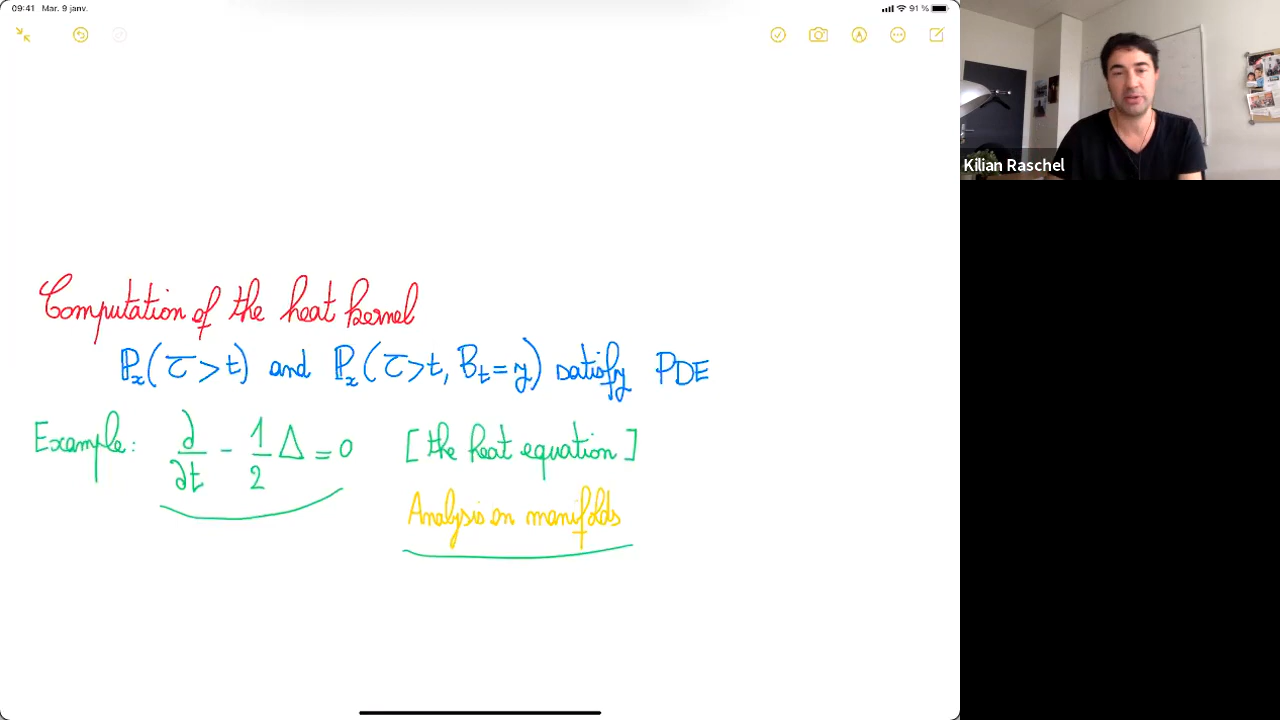 09:41 Mar. 9 janv.
91 %
Computation of the heat kernel
ℙₓ(τ > t) and ℙₓ(τ > t, Bₜ = y) satisfy PDE
Example: ∂/∂t - 1/2 Δ = 0 [the heat equation]
Analysis on manifolds
Kilian Raschel